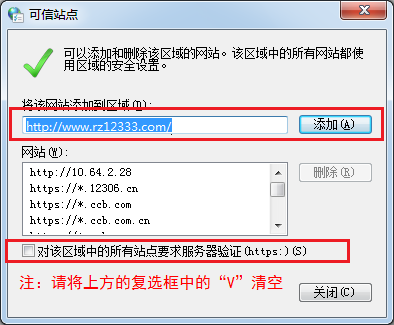 可信站点
可以添加和删除该区域的网站。该区域中的所有网站都使
用区域的安全设置。
将该网站添加到区域(D):
http://www.rz12333.com/
添加(A)
网站(W):
http://10.64.2.28
https://*.12306.cn
https://*.ccb.com
https://*.ccb.com.cn
删除(R)
对该区域中的所有站点要求服务器验证(https:)(S)
注：请将上方的复选框中的“V”清空
关闭(C)